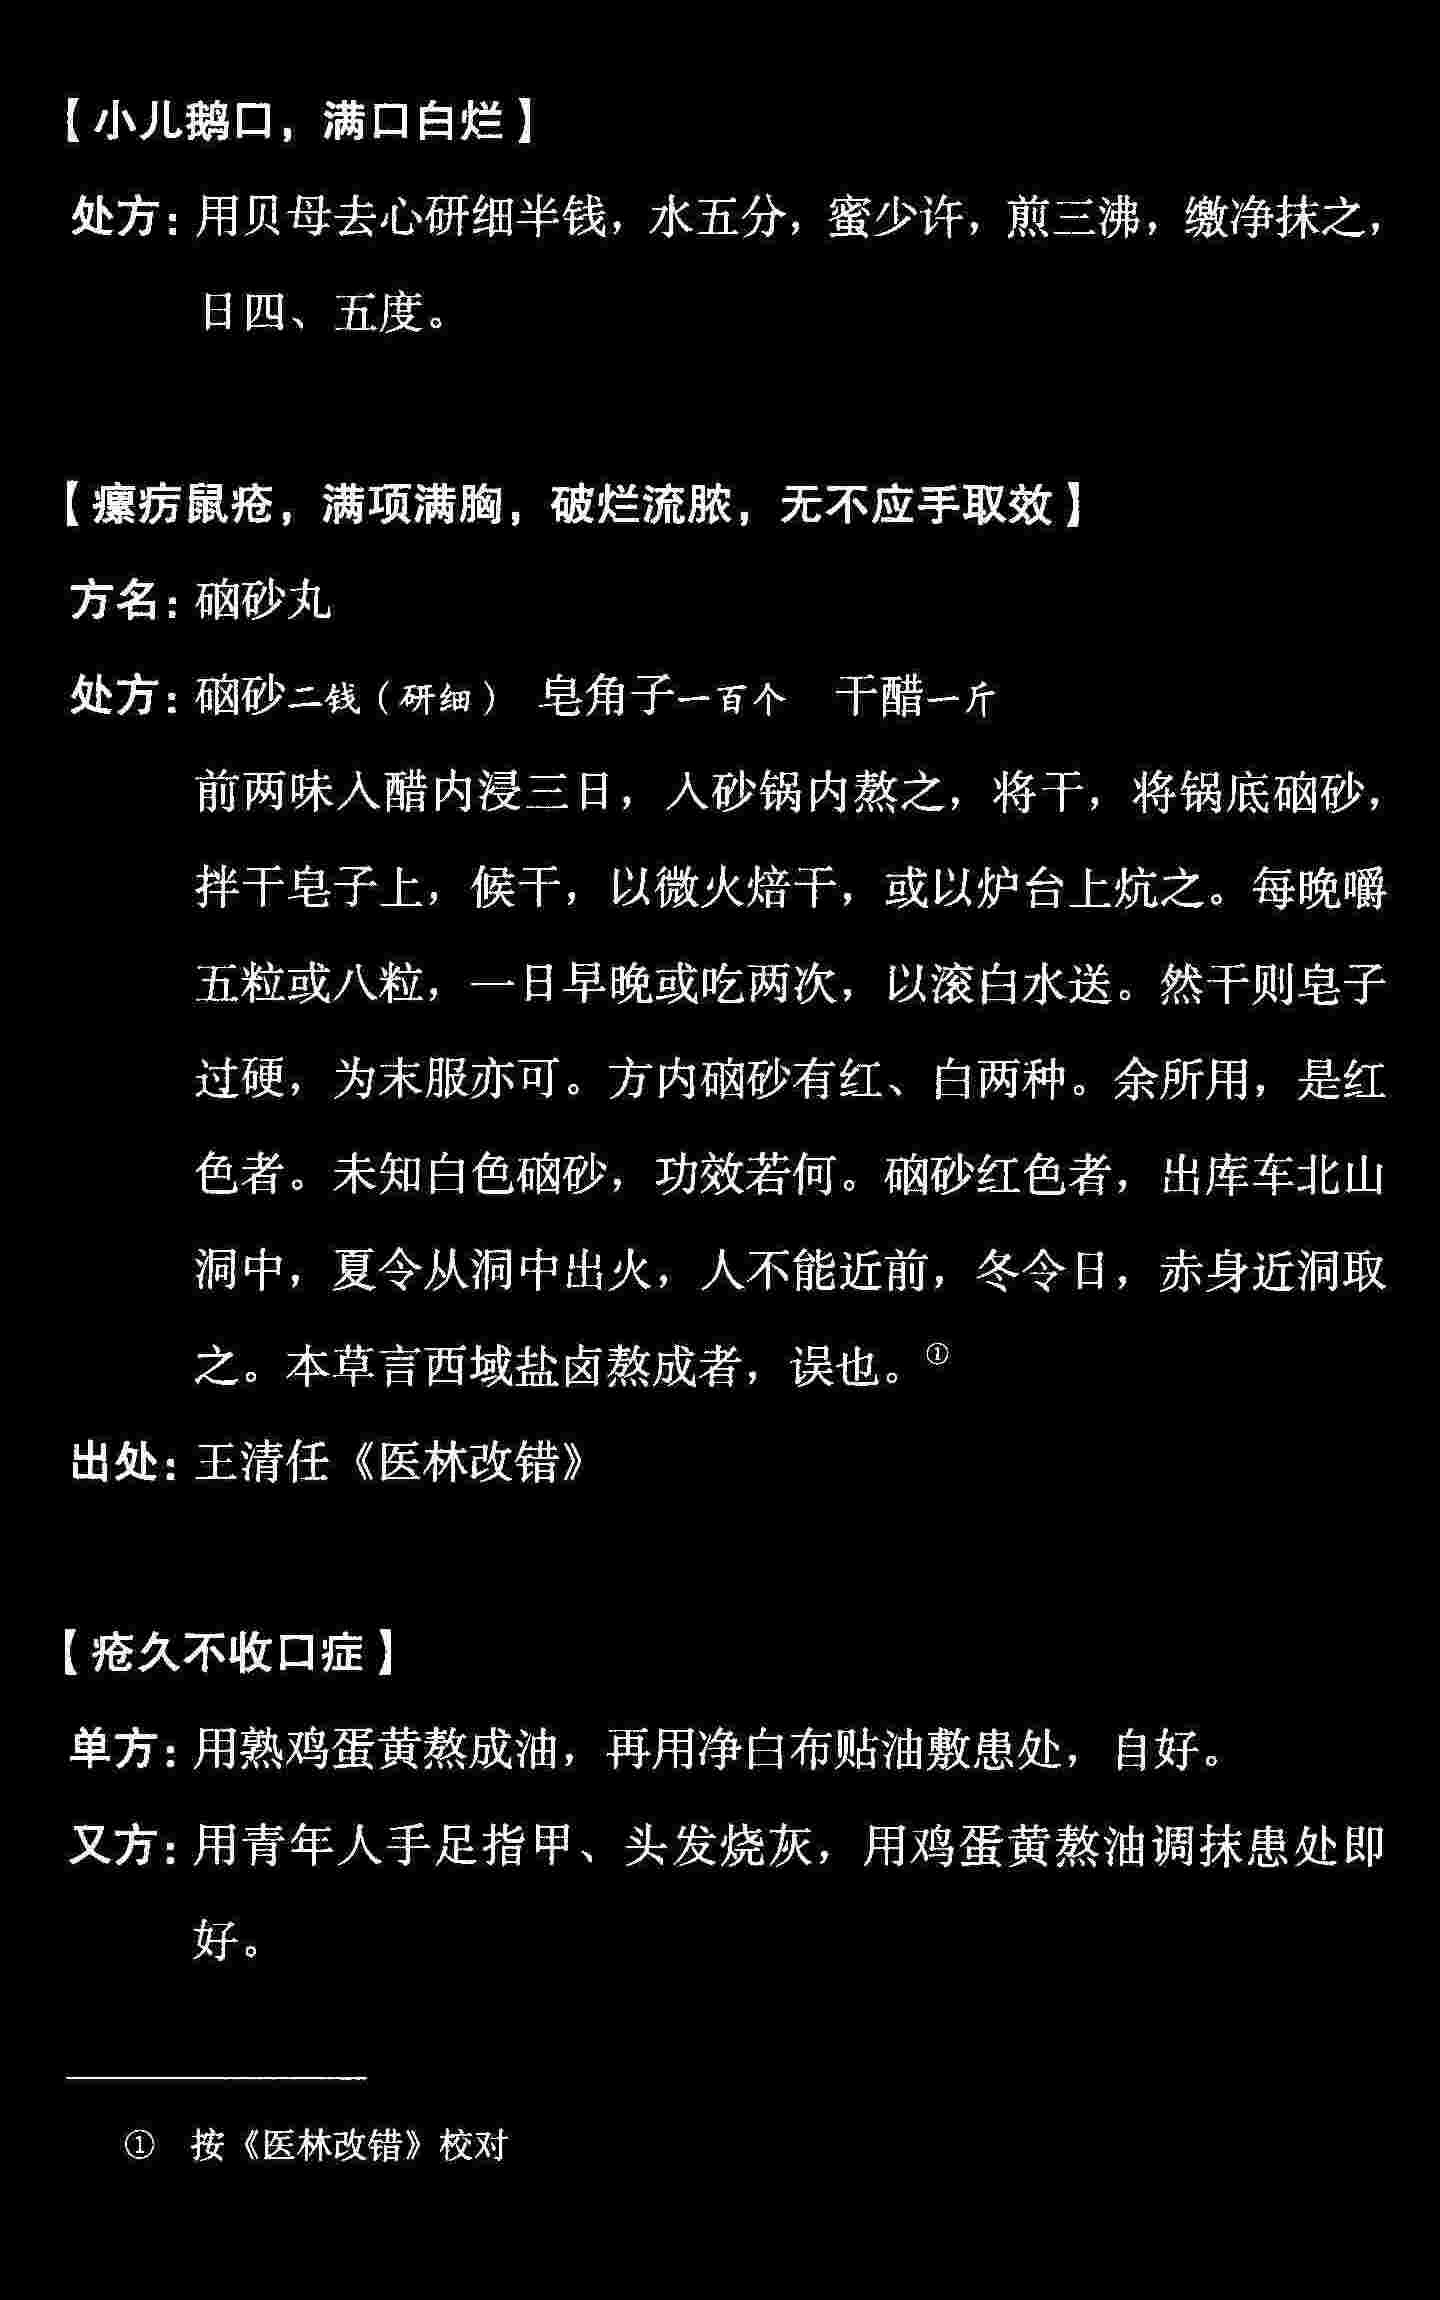 【小儿鹅口，满口白烂】
处方：用贝母去心研细半钱，水五分，蜜少许，煎三沸，缴净抹之，
日四、五度。
【瘰疬鼠疮，满项满胸，破烂流脓，无不应手取效】
方名：硇砂丸
处方：硇砂二钱（研细） 皂角子一百个 干醋一斤
前两味入醋内浸三日，入砂锅内熬之，将干，将锅底硇砂，
拌干皂子上，候干，以微火焙干，或以炉台上炕之。每晚嚼
五粒或八粒，一日早晚或吃两次，以滚白水送。然干则皂子
过硬，为末服亦可。方内硇砂有红、白两种。余所用，是红
色者。未知白色硇砂，功效若何。硇砂红色者，出库车北山
洞中，夏令从洞中出火，人不能近前，冬令日，赤身近洞取
之。本草言西域盐卤熬成者，误也。①
出处：王清任《医林改错》
【疮久不收口症】
单方：用熟鸡蛋黄熬成油，再用净白布贴油敷患处，自好。
又方：用青年人手足指甲、头发烧灰，用鸡蛋黄熬油调抹患处即
好。
① 按《医林改错》校对